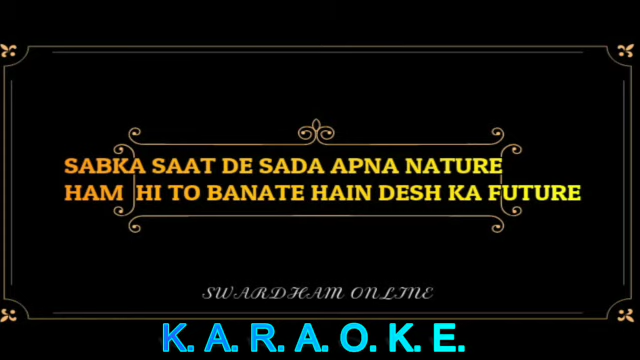 SABKA SAAT DE SADA APNA NATURE
HAM HI TO BANATE HAIN DESH KA FUTURE
SWARDHAM ONLINE
K. A. R. A. O. K. E.